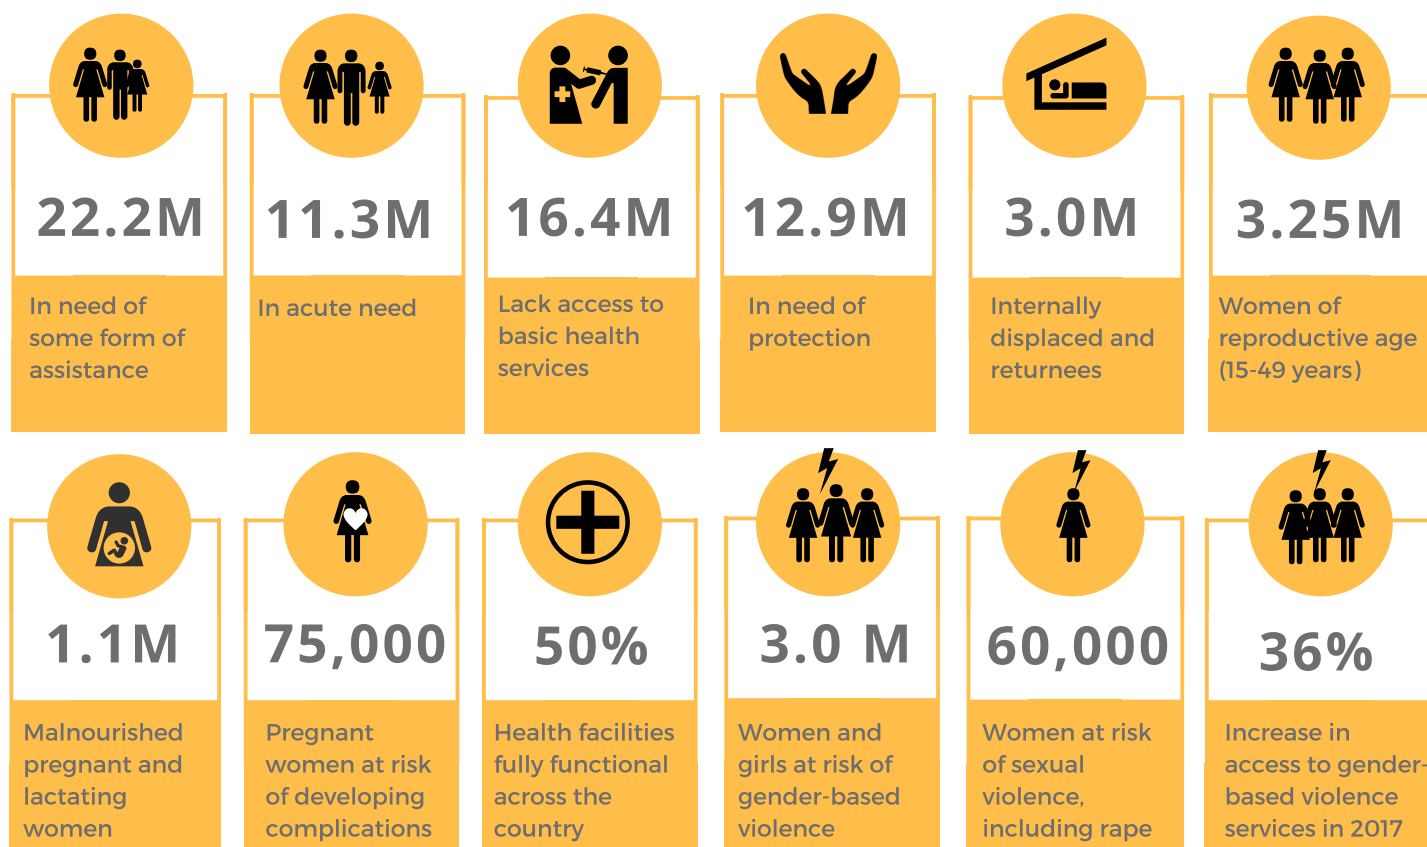 22.2M
In need of
some form of
assistance
11.3M
In acute need
16.4M
Lack access to
basic health
services
12.9M
In need of
protection
3.0M
Internally
displaced and
returnees
3.25M
Women of
reproductive age
(15-49 years)
1.1M
Malnourished
pregnant and
lactating
women
75,000
Pregnant
women at risk
of developing
complications
50%
Health facilities
fully functional
across the
country
3.0 M
Women and
girls at risk of
gender-based
violence
60,000
Women at risk
of sexual
violence,
including rape
36%
Increase in
access to gender-
based violence
services in 2017